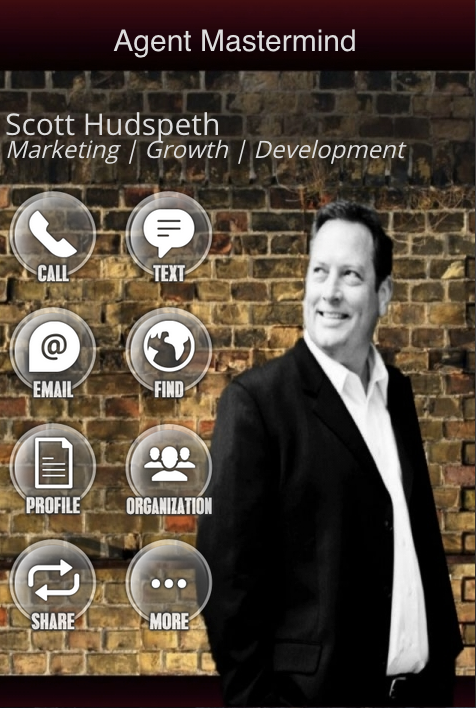 Agent Mastermind
Scott Hudspeth
Marketing | Growth | Development
CALL TEXT
@
EMAIL FIND
PROFILE ORGANIZATION
SHARE MORE